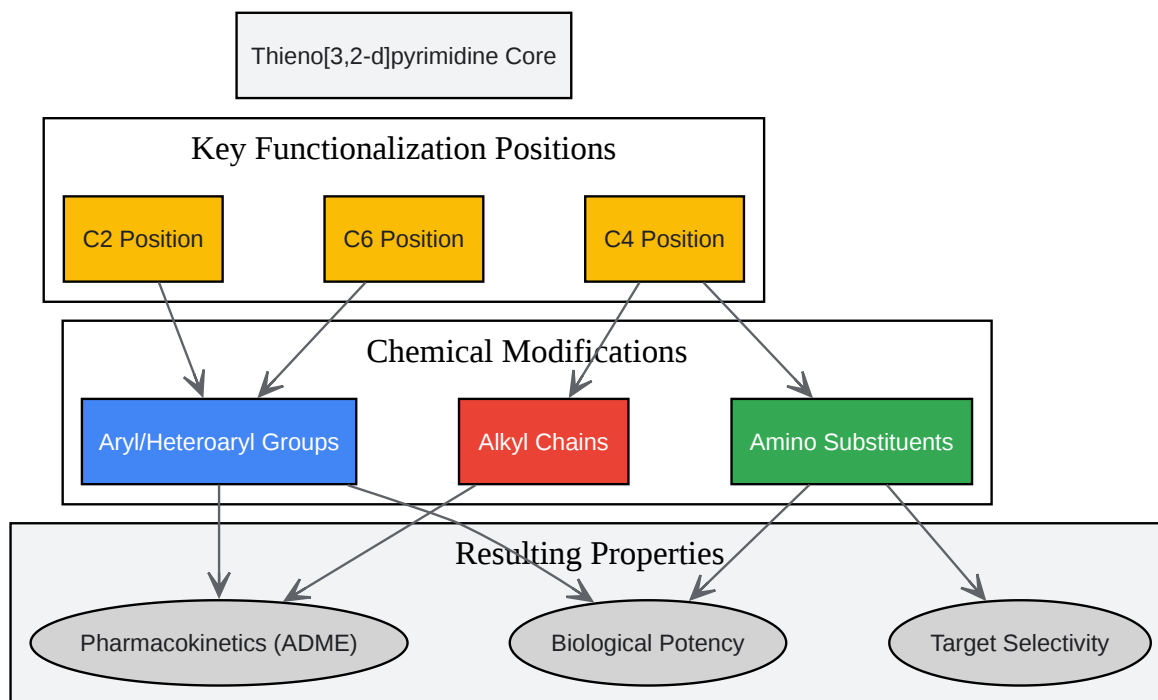 Thieno[3,2-d]pyrimidine Core
Key Functionalization Positions
C2 Position
C6 Position
C4 Position
Chemical Modifications
Aryl/Heteroaryl Groups
Alkyl Chains
Amino Substituents
Resulting Properties
Pharmacokinetics (ADME)
Biological Potency
Target Selectivity